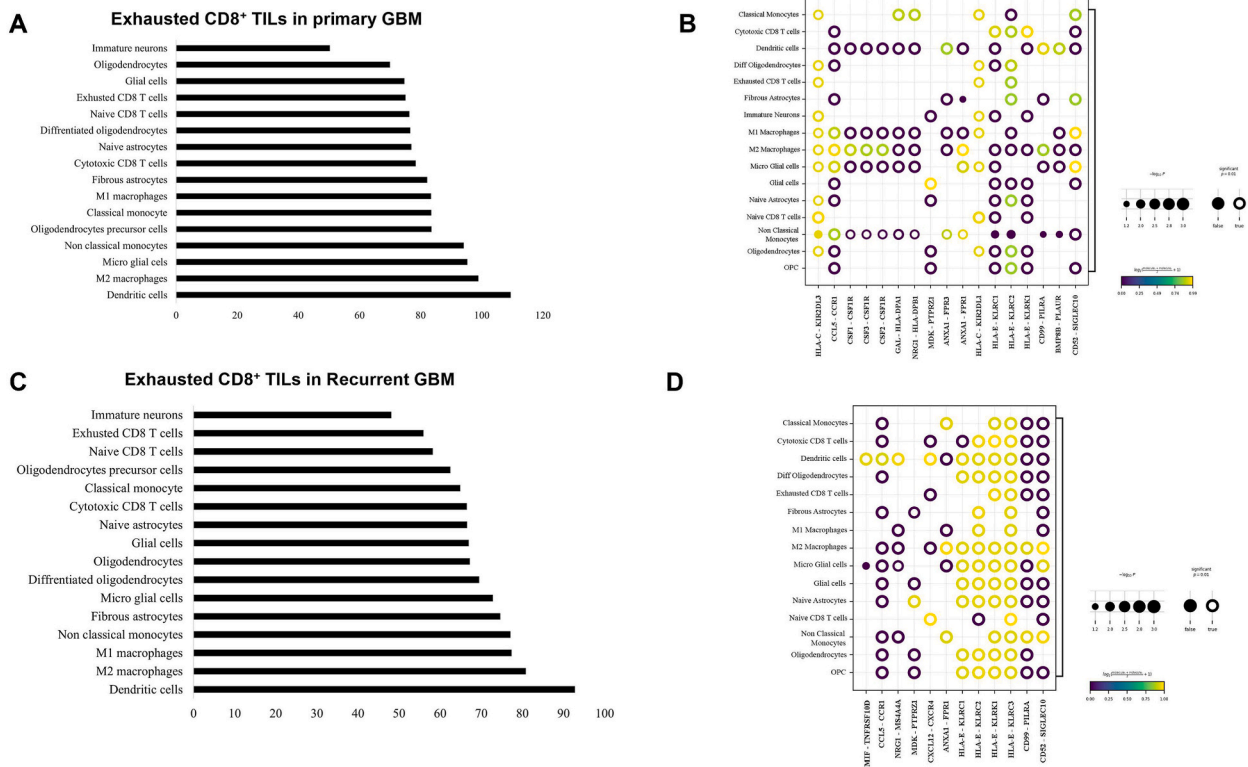 A
Exhausted CD8⁺ TILs in primary GBM
Immature neurons
Oligodendrocytes
Glial cells
Exhusted CD8 T cells
Naive CD8 T cells
Diffrentiated oligodendrocytes
Naive astrocytes
Cytotoxic CD8 T cells
Fibrous astrocytes
M1 macrophages
Classical monocyte
Oligodendrocytes precursor cells
Non classical monocytes
Micro glial cels
M2 macrophages
Dendritic cells
0 20 40 60 80 100 120
B
Classical Monocytes
Cytotoxic CD8 T cells
Dendritic cells
Diff Oligodendrocytes
Exhausted CD8 T cells
Fibrous Astrocytes
Immature Neurons
M1 Macrophages
M2 Macrophages
Micro Glial cells
Glial cells
Naive Astrocytes
Naive CD8 T cells
Non Classical
Monocytes
Oligodendrocytes
OPC
HLA-C - KIR2DL3
CCL5 - CCR1
CSF1 - CSF1R
CSF3 - CSF1R
CSF2 - CSF1R
GAL - HLA-DPA1
NRG1 - HLA-DPB1
MDK - PTPRZ1
ANXA1 - FPR3
ANXA1 - FPR1
HLA-C - KIR2DL1
HLA-E - KLRC1
HLA-E - KLRC2
HLA-E - KLRK1
CD99 - PILRA
BMP8B - PLAUR
CD52 - SIGLEC10
−log₁₀ P
significant
p = 0.01
false true
C
Exhausted CD8⁺ TILs in Recurrent GBM
Immature neurons
Exhusted CD8 T cells
Naive CD8 T cells
Oligodendrocytes precursor cells
Classical monocyte
Cytotoxic CD8 T cells
Naive astrocytes
Glial cells
Oligodendrocytes
Diffrentiated oligodendrocytes
Micro glial cells
Fibrous astrocytes
Non classical monocytes
M1 macrophages
M2 macrophages
Dendritic cells
0 10 20 30 40 50 60 70 80 90 100
D
Classical Monocytes
Cytotoxic CD8 T cells
Dendritic cells
Diff Oligodendrocytes
Exhausted CD8 T cells
Fibrous Astrocytes
M1 Macrophages
M2 Macrophages
Micro Glial cells
Glial cells
Naive Astrocytes
Naive CD8 T cells
Non Classical
Monocytes
Oligodendrocytes
OPC
MIF - TNFRSF10D
CCL5 - CCR1
NRG1 - MS4A4A
MDK - PTPRZ1
CXCL12 - CXCR4
ANXA1 - FPR1
HLA-E - KLRC1
HLA-E - KLRC2
HLA-E - KLRK1
HLA-E - KLRC3
CD99 - PILRA
CD52 - SIGLEC10
−log₁₀ P
significant
p = 0.01
false true